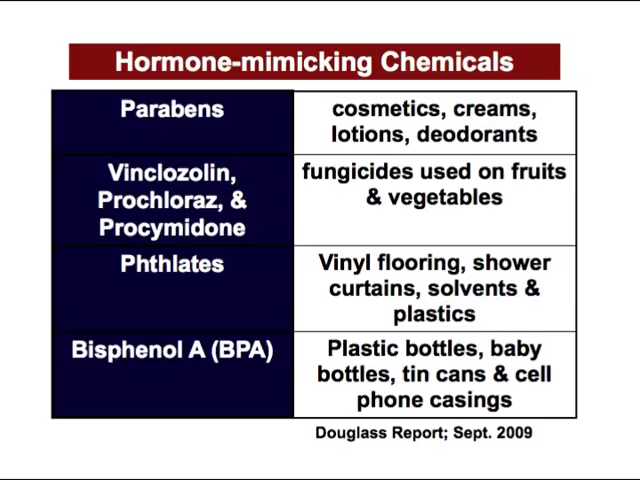 Hormone-mimicking Chemicals
Parabens
cosmetics, creams,
lotions, deodorants
Vinclozolin,
Prochloraz, &
Procymidone
fungicides used on fruits
& vegetables
Phthlates
Vinyl flooring, shower
curtains, solvents &
plastics
Bisphenol A (BPA)
Plastic bottles, baby
bottles, tin cans & cell
phone casings
Douglass Report; Sept. 2009